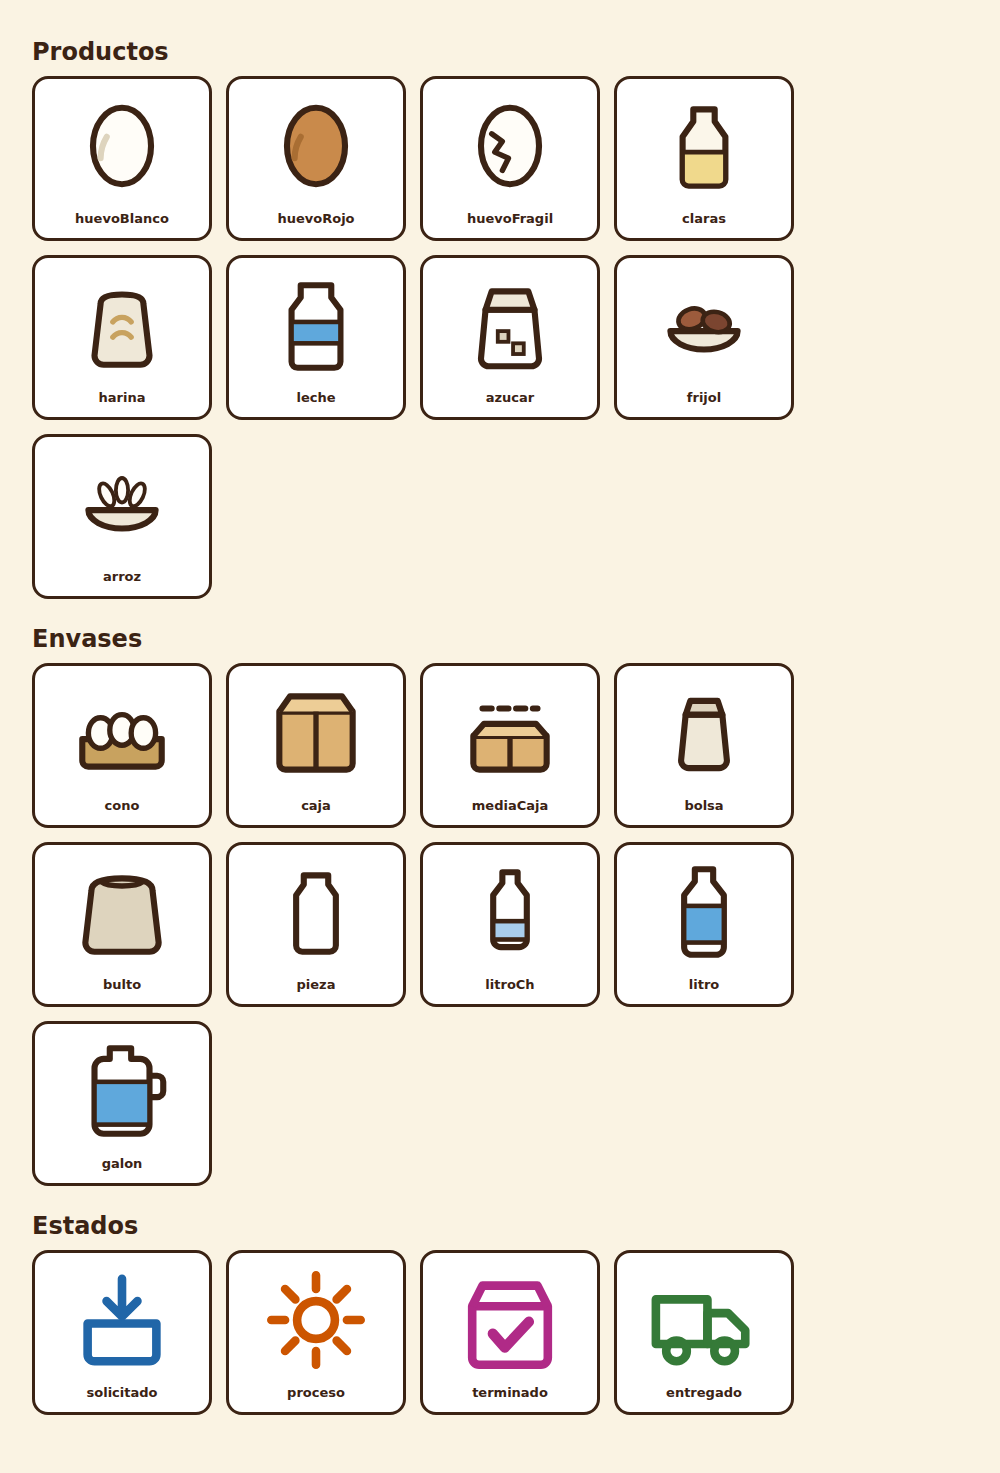 Productos
huevoBlanco
huevoRojo
huevoFragil
claras
harina
leche
azucar
frijol
arroz
Envases
cono
caja
mediaCaja
bolsa
bulto
pieza
litroCh
litro
galon
Estados
solicitado
proceso
terminado
entregado